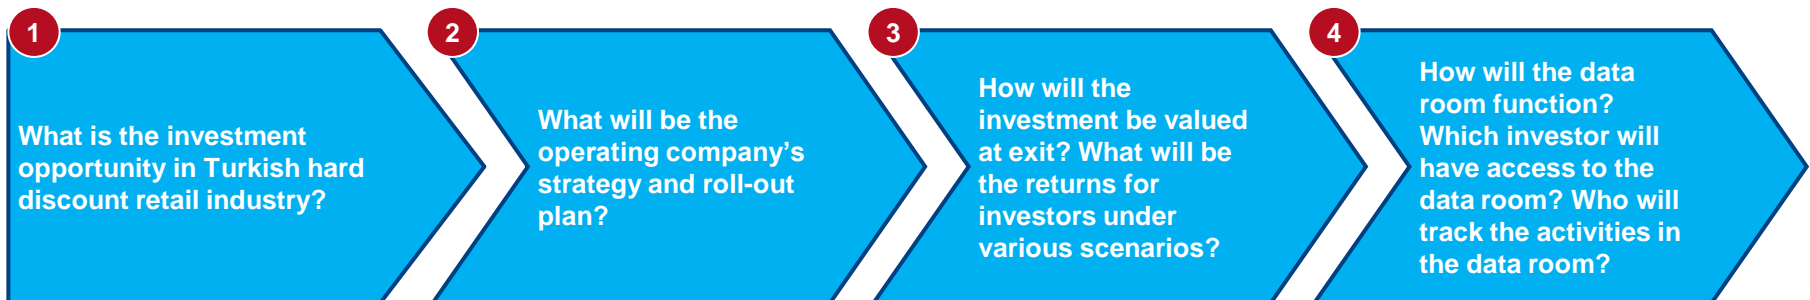 1
What is the investment
opportunity in Turkish hard
discount retail industry?
2
What will be the
operating company’s
strategy and roll-out
plan?
3
How will the
investment be valued
at exit? What will be
the returns for
investors under
various scenarios?
4
How will the data
room function?
Which investor will
have access to the
data room? Who will
track the activities in
the data room?